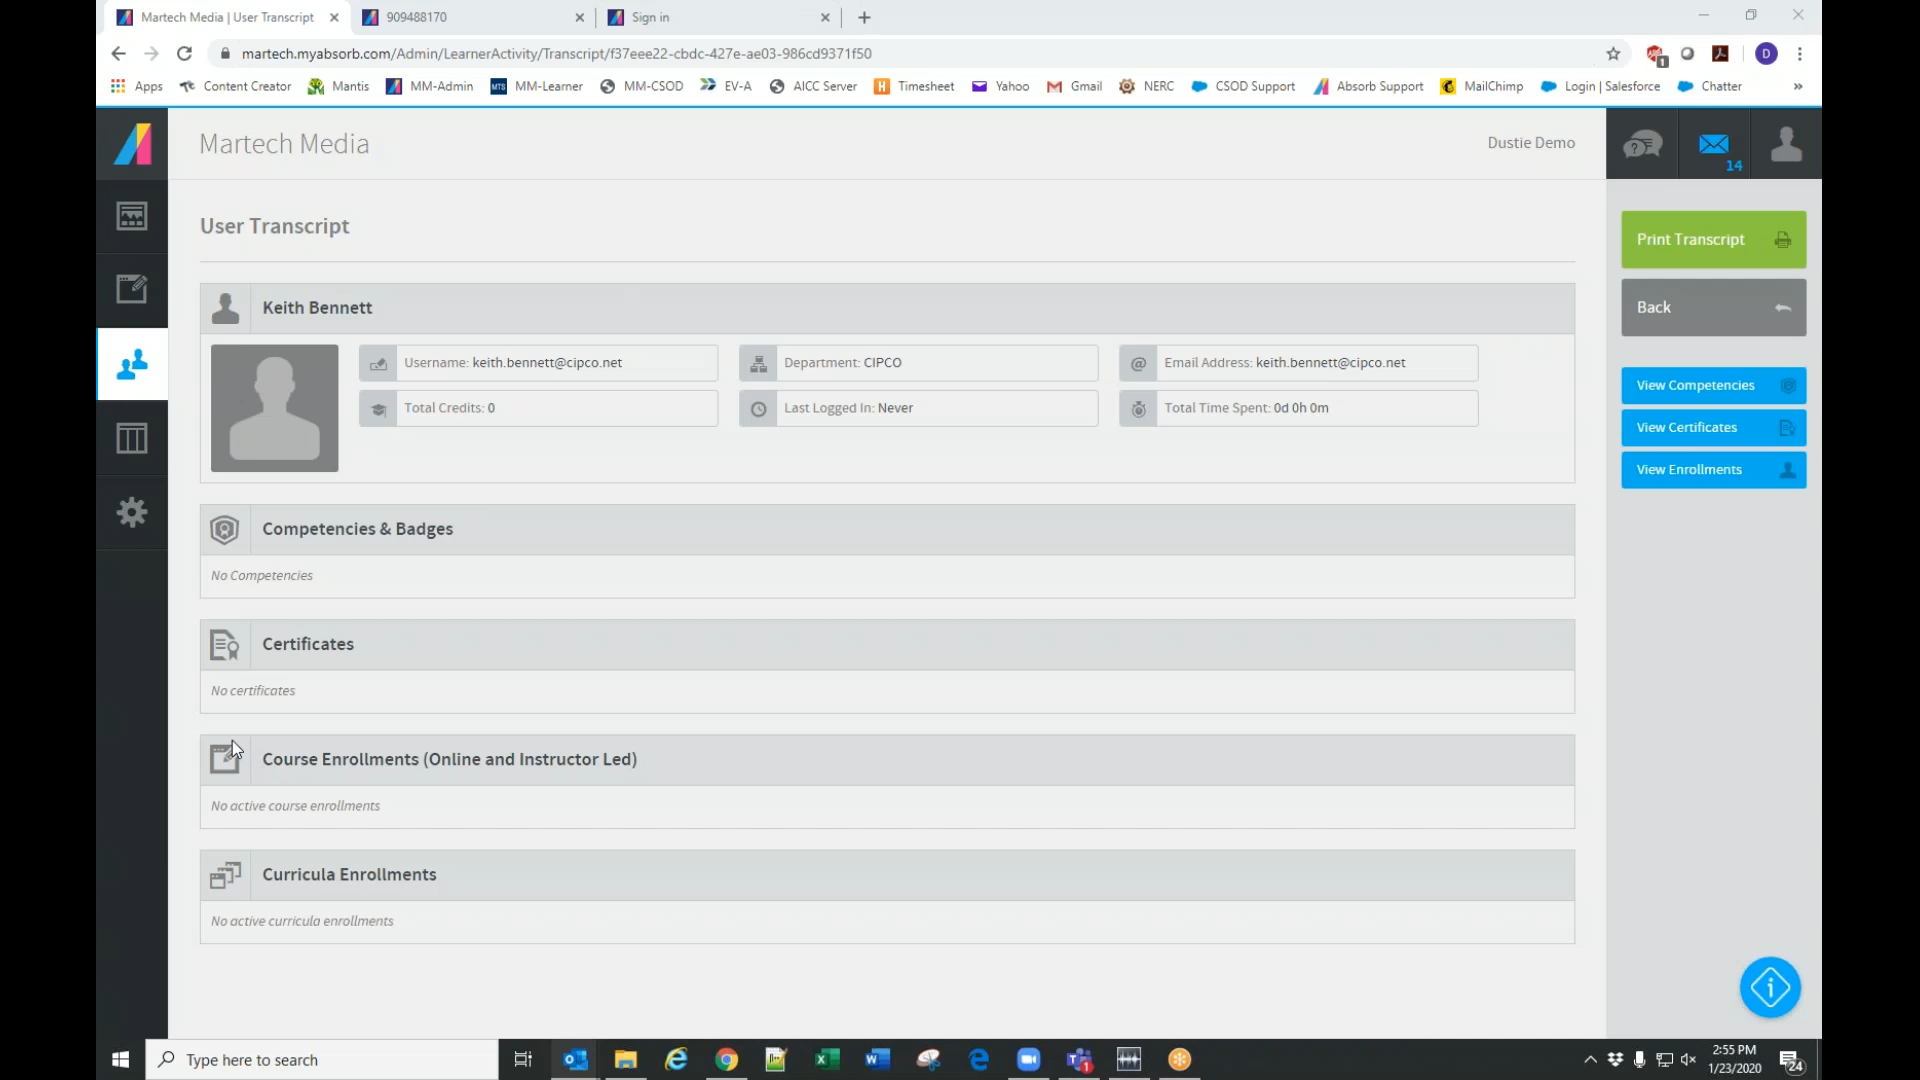 Martech Media | User Transcript
909488170
Sign in
martech.myabsorb.com/Admin/LearnerActivity/Transcript/f37eee22-cbdc-427e-ae03-986cd9371f50
1
D
Apps
Content Creator
Mantis
MM-Admin
MTS
MM-Learner
MM-CSOD
EV-A
AICC Server
H
Timesheet
Yahoo
Gmail
NERC
CSOD Support
Absorb Support
MailChimp
Login | Salesforce
Chatter
»
Martech Media
Dustie Demo
14
User Transcript
Print Transcript
Back
Keith Bennett
Username: keith.bennett@cipco.net
Department: CIPCO
@
Email Address: keith.bennett@cipco.net
Total Credits: 0
Last Logged In: Never
Total Time Spent: 0d 0h 0m
View Competencies
View Certificates
View Enrollments
Competencies & Badges
No Competencies
Certificates
No certificates
Course Enrollments (Online and Instructor Led)
No active course enrollments
Curricula Enrollments
No active curricula enrollments
Type here to search
1
2:55 PM
1/23/2020
24